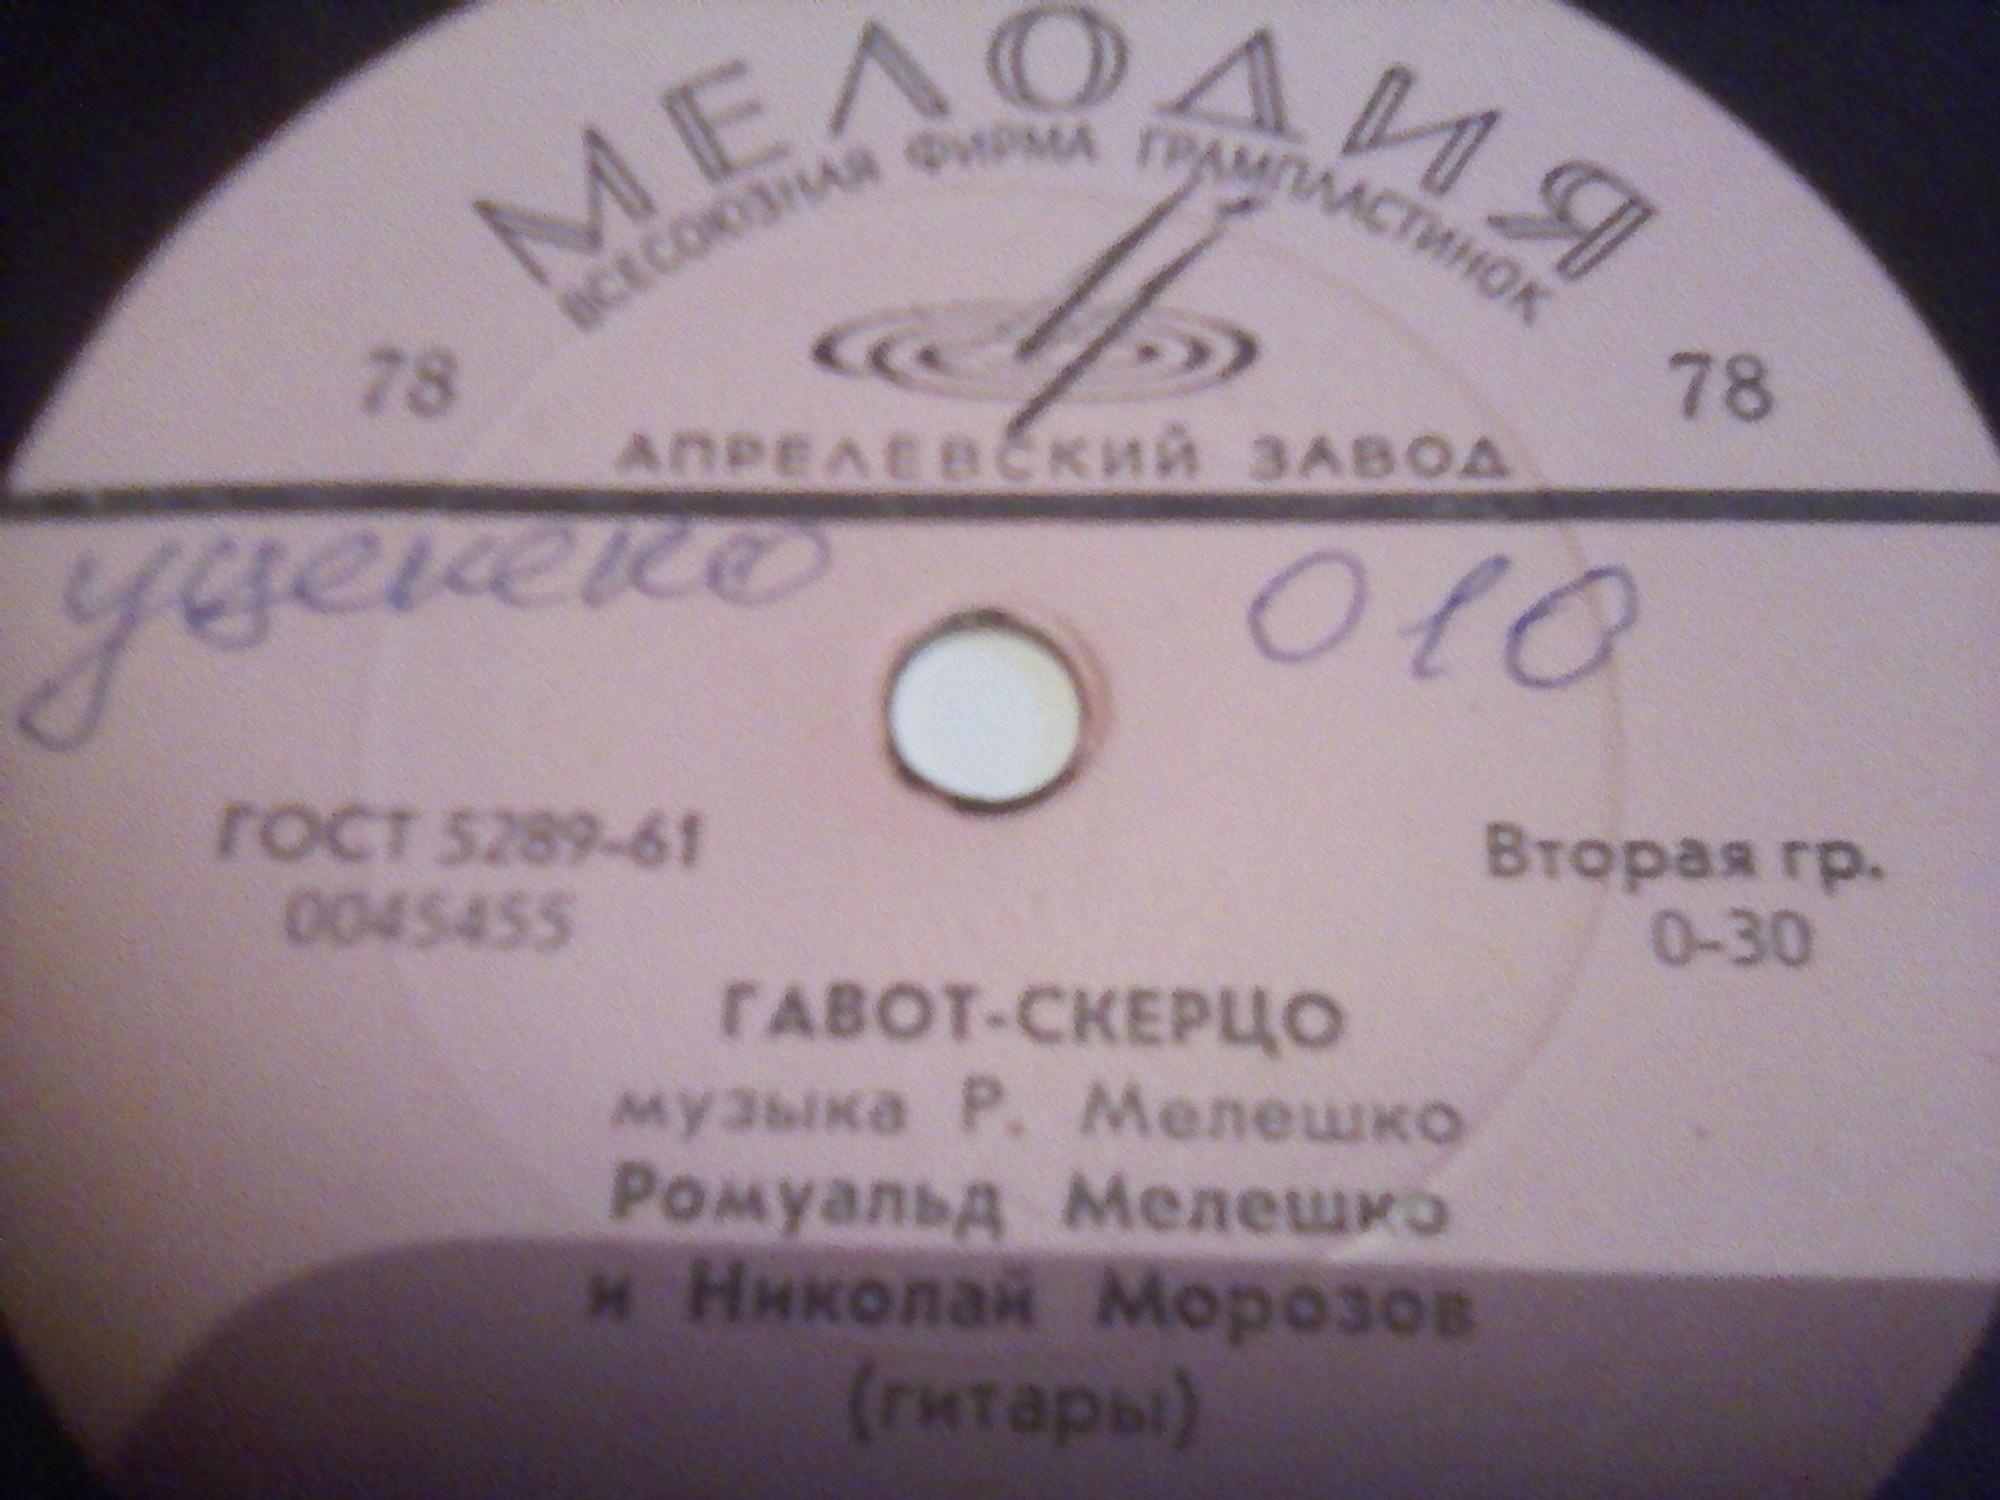 МЕЛОДИЯ
ВСЕСОЮЗНАЯ ФИРМА ГРАМПЛАСТИНОК
78 78
АПРЕЛЕВСКИЙ ЗАВОД
уценено 010
ГОСТ 5289-61 Вторая гр.
0045455 0-30
ГАВОТ-СКЕРЦО
музыка Р. Мелешко
Ромуальд Мелешко
и Николай Морозов
(гитары)